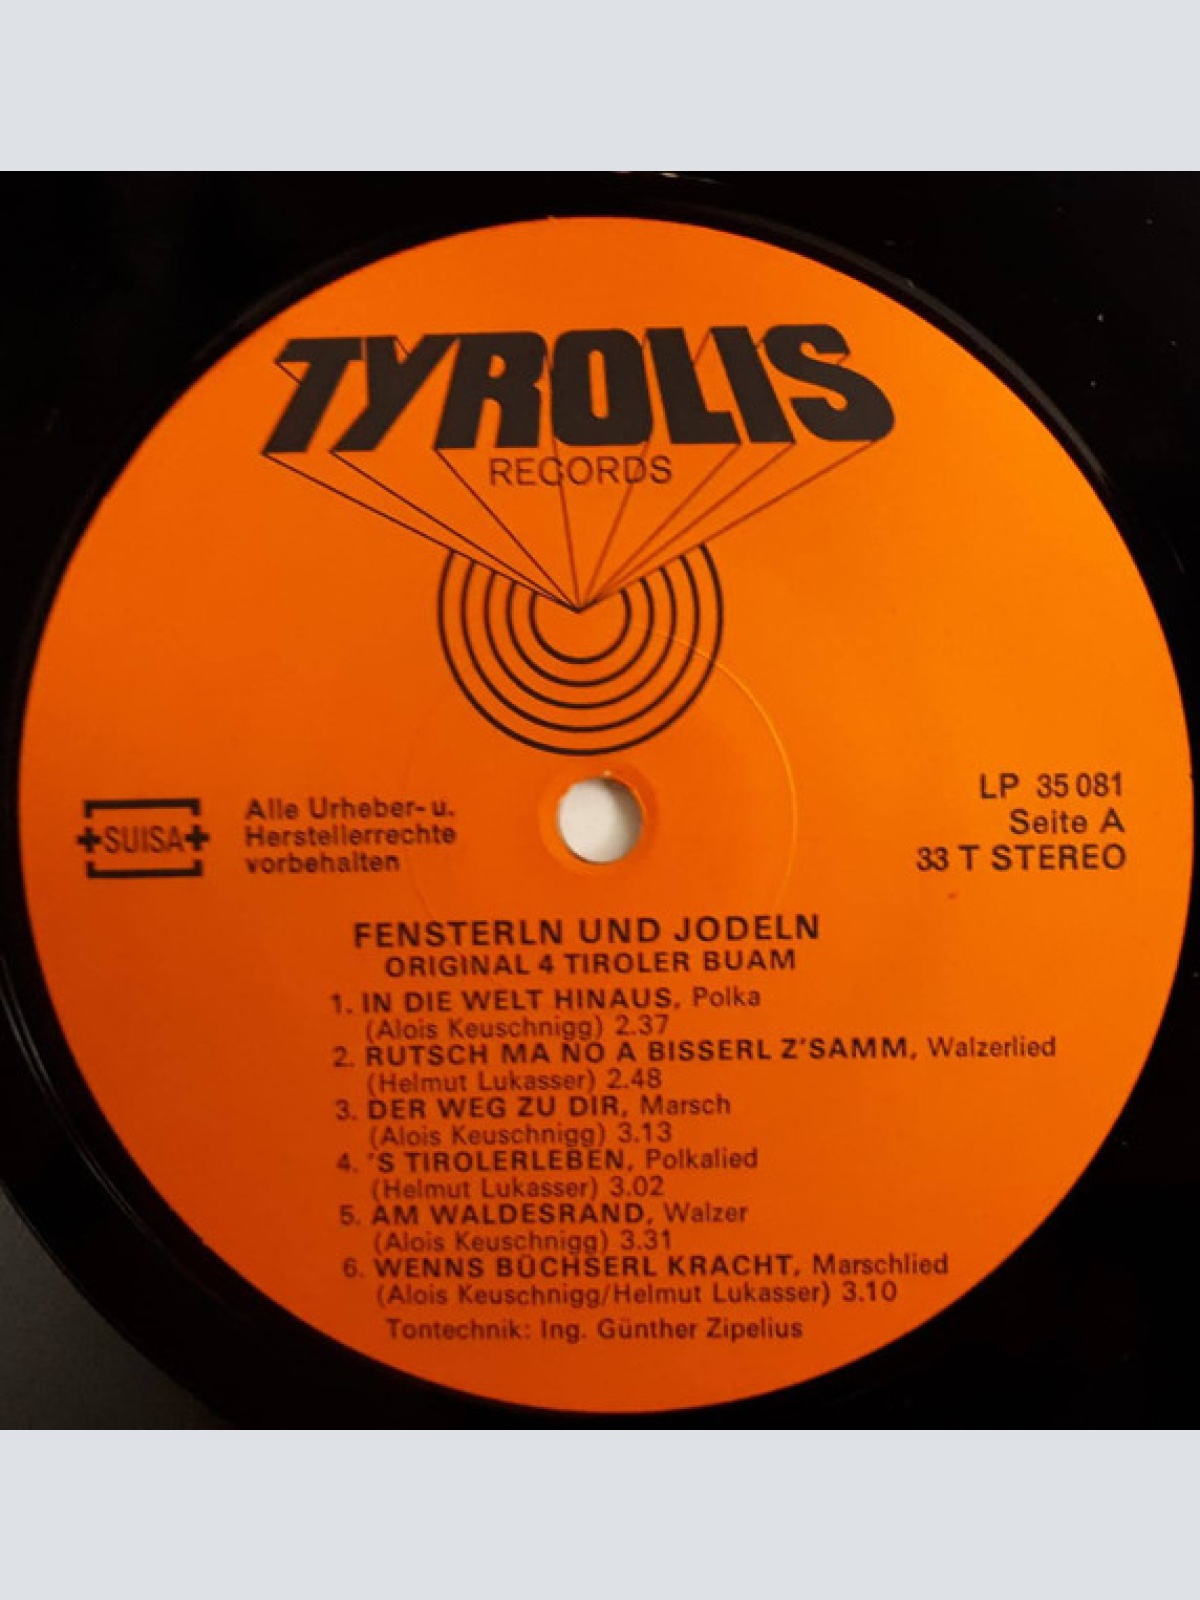 TYROLIS
RECORDS
LP 35 081
Seite A
33 T STEREO
+SUISA+
Alle Urheber- u.
Herstellerrechte
vorbehalten
FENSTERLN UND JODELN
ORIGINAL 4 TIROLER BUAM
1. IN DIE WELT HINAUS, Polka
(Alois Keuschnigg) 2.37
2. RUTSCH MA NO A BISSERL Z'SAMM, Walzerlied
(Helmut Lukasser) 2.48
3. DER WEG ZU DIR, Marsch
(Alois Keuschnigg) 3.13
4. 'S TIROLERLEBEN, Polkalied
(Helmut Lukasser) 3.02
5. AM WALDESRAND, Walzer
(Alois Keuschnigg) 3.31
6. WENNS BÜCHSERL KRACHT, Marschlied
(Alois Keuschnigg/Helmut Lukasser) 3.10
Tontechnik: Ing. Günther Zipelius